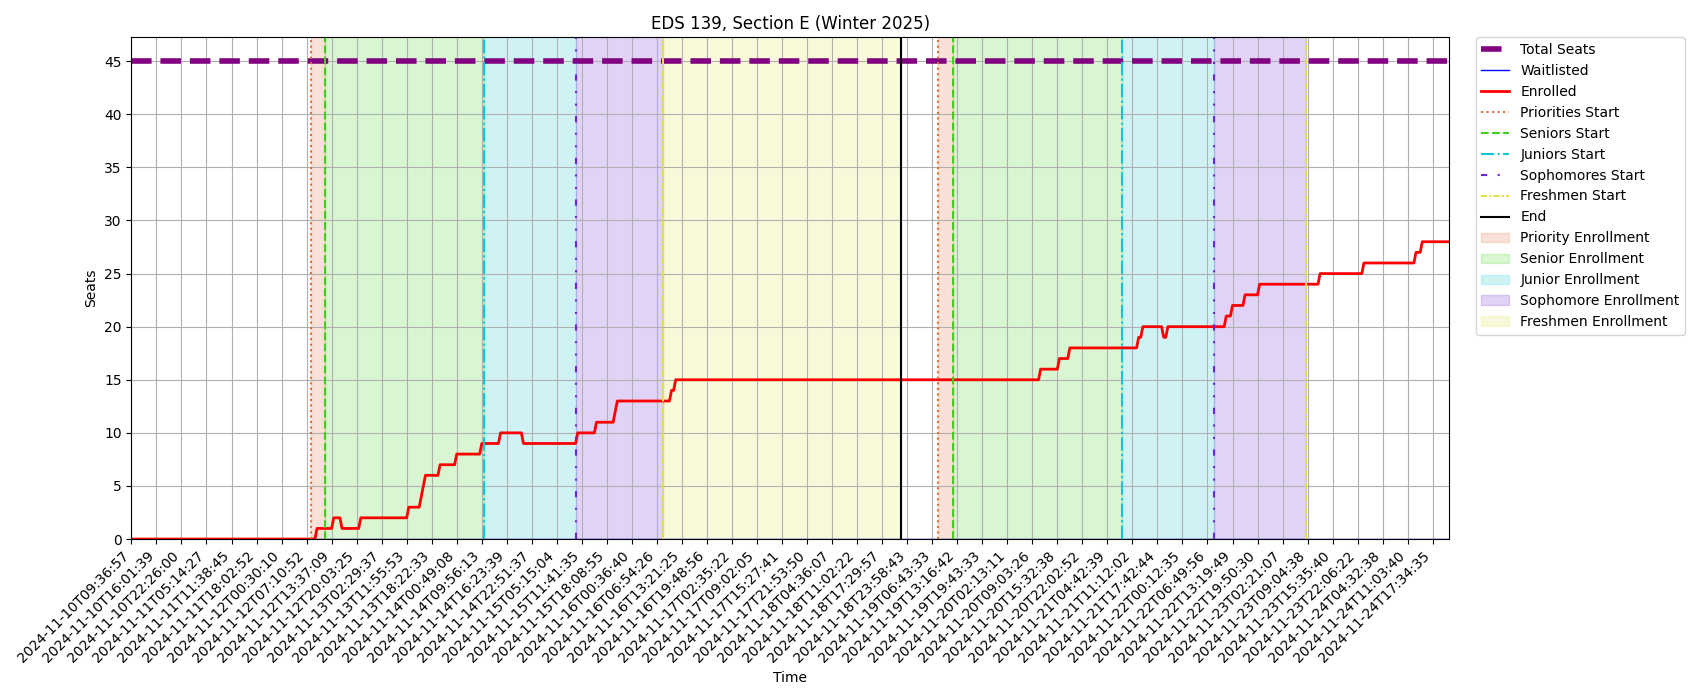 EDS 139, Section E (Winter 2025)
Seats
45
40
35
30
25
20
15
10
5
0
2024-11-10T09:36:57
2024-11-10T16:01:39
2024-11-10T22:26:00
2024-11-11T05:14:27
2024-11-11T11:38:45
2024-11-11T18:02:52
2024-11-12T00:30:10
2024-11-12T07:10:52
2024-11-12T13:37:09
2024-11-12T20:03:25
2024-11-13T02:29:37
2024-11-13T11:55:53
2024-11-13T18:22:33
2024-11-14T00:49:08
2024-11-14T09:56:13
2024-11-14T16:23:39
2024-11-14T22:51:37
2024-11-15T05:15:04
2024-11-15T11:41:35
2024-11-15T18:08:55
2024-11-16T00:36:40
2024-11-16T06:54:26
2024-11-16T13:21:25
2024-11-16T19:48:56
2024-11-17T02:35:22
2024-11-17T09:02:05
2024-11-17T15:27:41
2024-11-17T21:53:50
2024-11-18T04:36:07
2024-11-18T11:02:22
2024-11-18T17:29:57
2024-11-18T23:58:43
2024-11-19T06:43:33
2024-11-19T13:16:42
2024-11-19T19:43:33
2024-11-20T02:13:11
2024-11-20T09:03:26
2024-11-20T15:32:38
2024-11-20T22:02:52
2024-11-21T04:42:39
2024-11-21T11:12:02
2024-11-21T17:42:44
2024-11-22T00:12:35
2024-11-22T06:49:56
2024-11-22T13:19:49
2024-11-22T19:50:30
2024-11-23T02:21:07
2024-11-23T09:04:38
2024-11-23T15:35:40
2024-11-23T22:06:22
2024-11-24T04:32:38
2024-11-24T11:03:40
2024-11-24T17:34:35
Time
Total Seats
Waitlisted
Enrolled
Priorities Start
Seniors Start
Juniors Start
Sophomores Start
Freshmen Start
End
Priority Enrollment
Senior Enrollment
Junior Enrollment
Sophomore Enrollment
Freshmen Enrollment